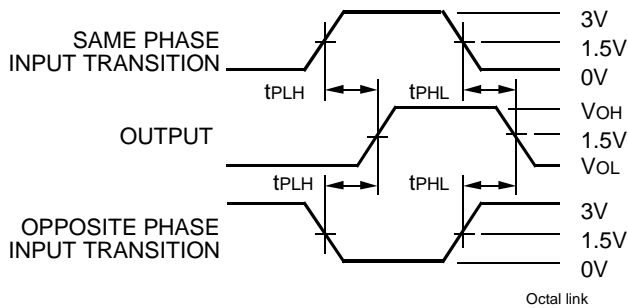 SAME PHASE
INPUT TRANSITION
3V
1.5V
0V
tPLH
tPHL
OUTPUT
VOH
1.5V
VOL
tPLH
tPHL
OPPOSITE PHASE
INPUT TRANSITION
3V
1.5V
0V
Octal link